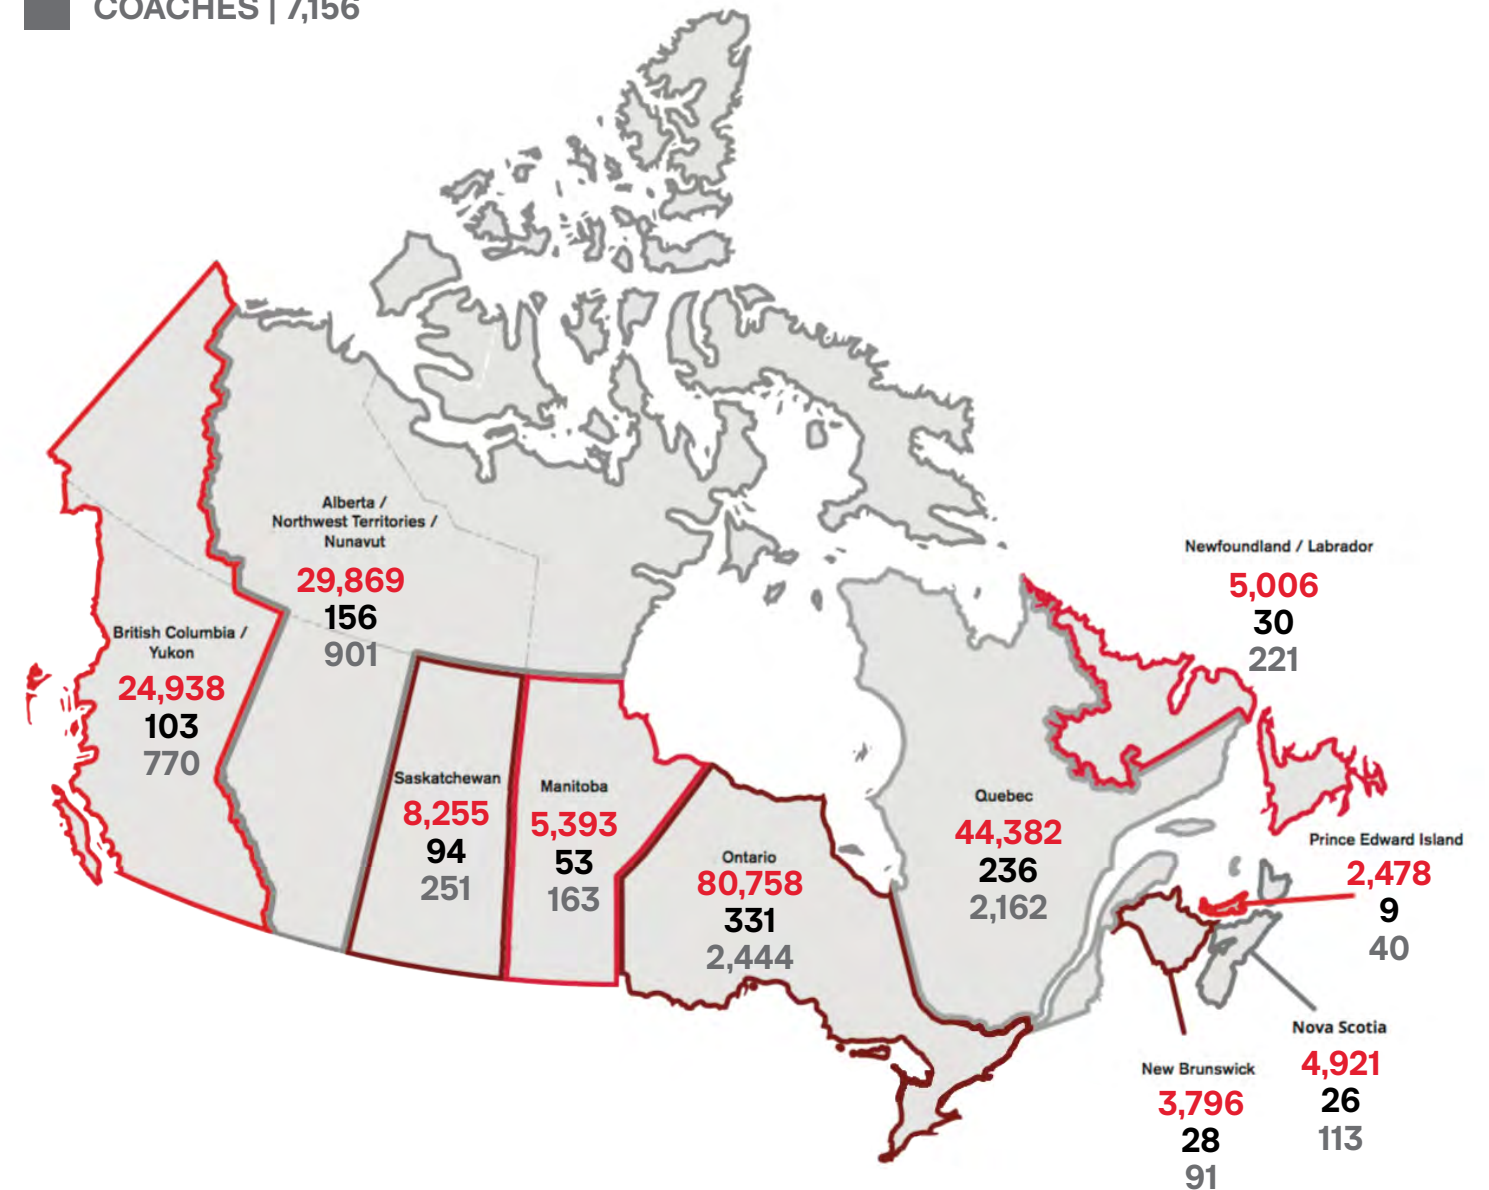 COACHES | 7,156
Alberta /
Northwest Territories /
Nunavut
29,869
156
901
British Columbia /
Yukon
24,938
103
770
Saskatchewan
8,255
94
251
Manitoba
5,393
53
163
Ontario
80,758
331
2,444
Quebec
44,382
236
2,162
Newfoundland / Labrador
5,006
30
221
Prince Edward Island
2,478
9
40
Nova Scotia
4,921
26
113
New Brunswick
3,796
28
91